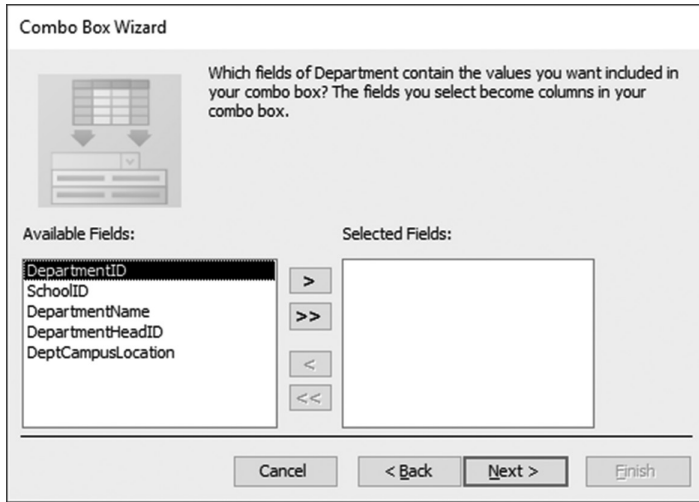 Combo Box Wizard
Which fields of Department contain the values you want included in
your combo box? The fields you select become columns in your
combo box.
Available Fields:
Selected Fields:
DepartmentID
SchoolID
DepartmentName
DepartmentHeadID
DeptCampusLocation
>
>>
<
<<
Cancel
< Back
Next >
Finish